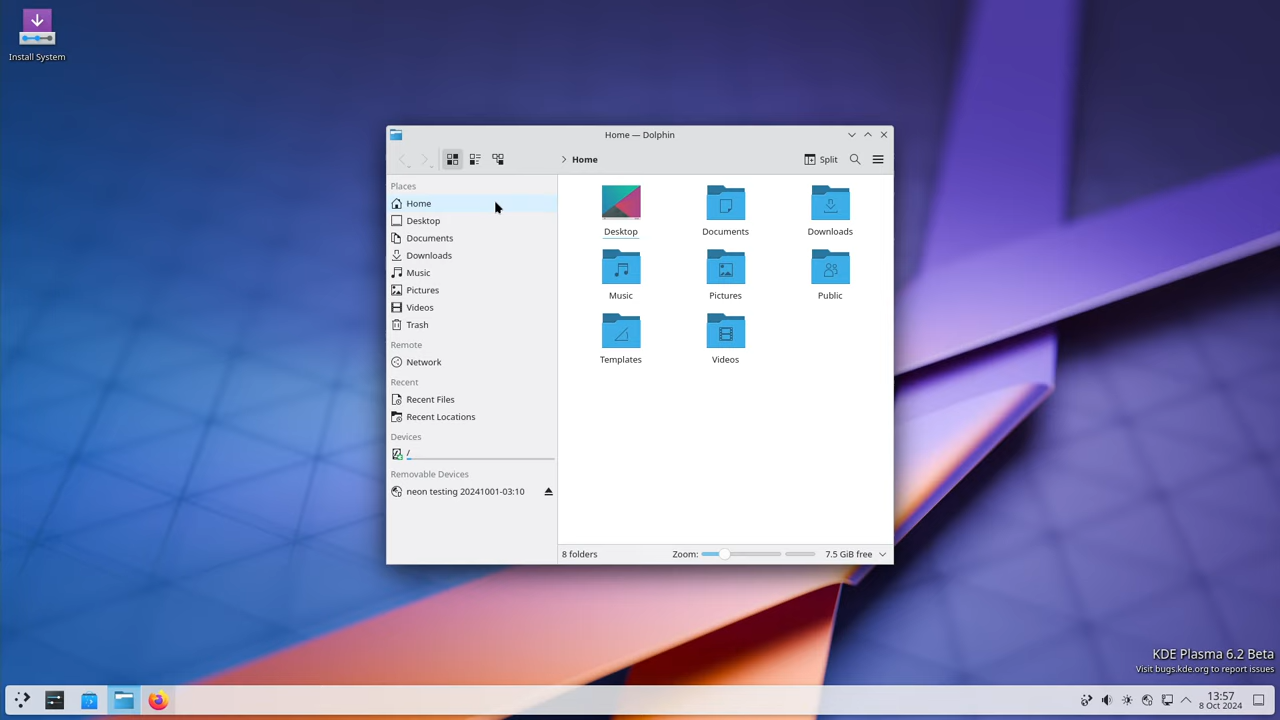 Install System
Home — Dolphin
Home
Split
Places
Home
Desktop
Documents
Downloads
Music
Pictures
Videos
Trash
Remote
Network
Recent
Recent Files
Recent Locations
Devices
/
Removable Devices
neon testing 20241001-03:10
Desktop
Documents
Downloads
Music
Pictures
Public
Templates
Videos
8 folders
Zoom:
7.5 GiB free
KDE Plasma 6.2 Beta
Visit bugs.kde.org to report issues
13:57
8 Oct 2024